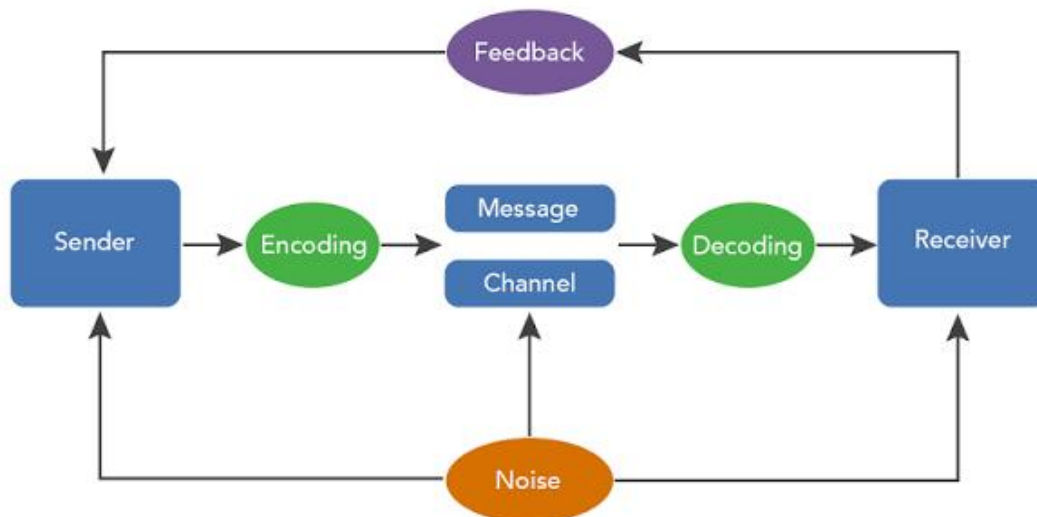 Feedback
Sender
Encoding
Message
Channel
Decoding
Receiver
Noise